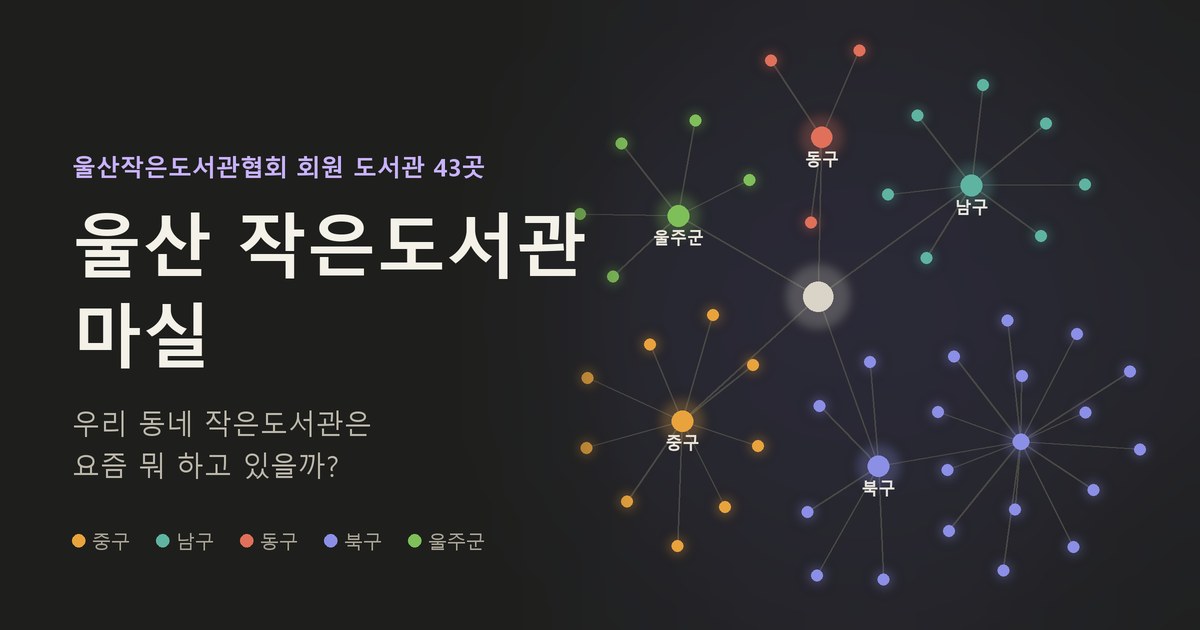 울산작은도서관협회 회원 도서관 43곳
울산 작은도서관
마실
우리 동네 작은도서관은
요즘 뭐 하고 있을까?
중구 남구 동구 북구 울주군
동구
남구
울주군
중구
북구